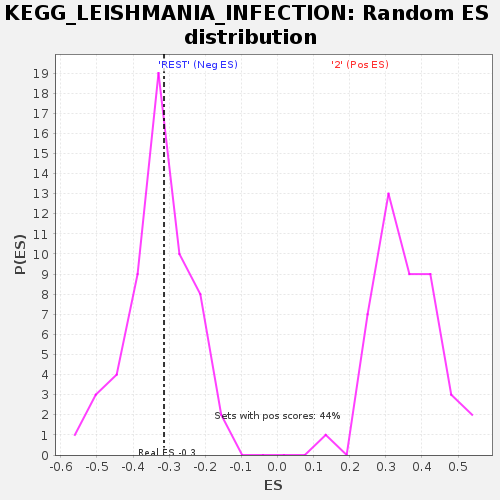 KEGG_LEISHMANIA_INFECTION: Random ES
distribution
'REST' (Neg ES)
'2' (Pos ES)
19
18
17
16
15
14
13
12
11
10
9
8
7
6
5
4
3
2
1
0
P(ES)
Sets with pos scores: 44%
Real ES -0.3
-0.6 -0.5 -0.4 -0.3 -0.2 -0.1 0.0 0.1 0.2 0.3 0.4 0.5
ES